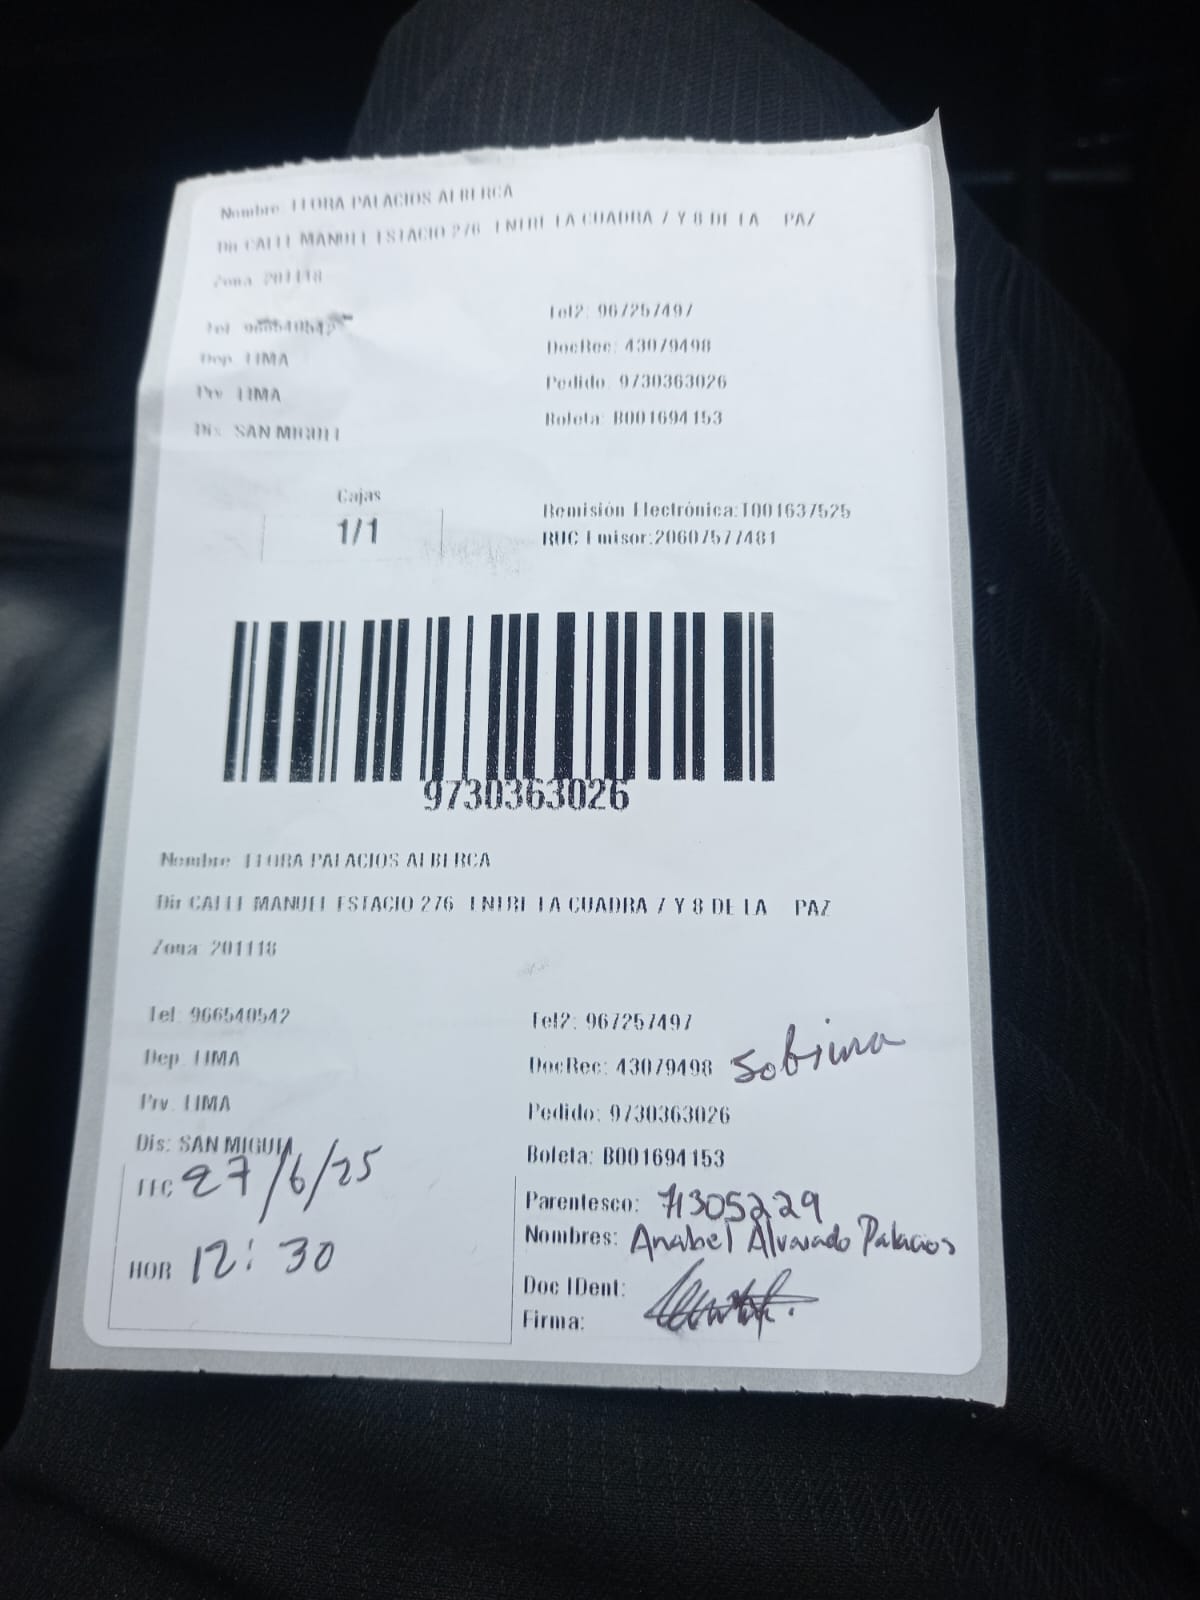 Nombre: FLORA PALACIOS ALBERCA
Dir CALLE MANUEL ESTACIO 276 ENTRE LA CUADRA 7 Y 8 DE LA PAZ
Zona: 201118
Tel: 966540542 Tel2: 967257497
Dep. LIMA DocRec: 43079498
Prv. LIMA Pedido: 9730363026
Dis: SAN MIGUEL Boleta: B001694153
Cajas
1/1
Remisión Electrónica:T001637525
RUC Emisor:20607577481
9730363026
Nombre: FLORA PALACIOS ALBERCA
Dir CALLE MANUEL ESTACIO 276 ENTRE LA CUADRA 7 Y 8 DE LA PAZ
Zona: 201118
Tel: 966540542 Tel2: 967257497
Dep. LIMA DocRec: 43079498 Sobrina
Prv. LIMA Pedido: 9730363026
Dis: SAN MIGUEL Boleta: B001694153
27/6/25 Parentesco: 71305229
Nombres: Anabel Alvarado Palacios
HOR 12:30 Doc IDent:
Firma: